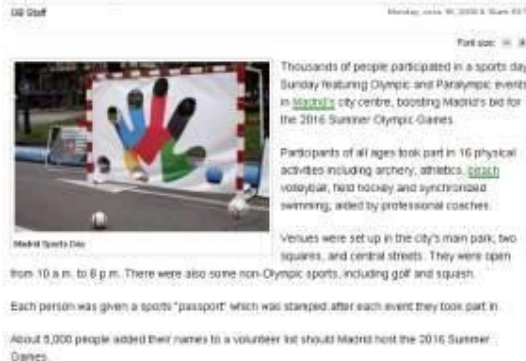 GB Staff
Font size:
Thousands of people participated in a sports day
Sunday featuring Olympic and Paralympic events
in Madrid's city centre, boosting Madrid's bid for
the 2016 Summer Olympic Games.
Participants of all ages took part in 16 physical
activities including archery, athletics, beach
volleyball, field hockey and synchronized
swimming, aided by professional coaches.
Madrid Sports Day
Venues were set up in the city's main park, two
squares, and central streets. They were open
from 10 a.m. to 8 p.m. There were also some non-Olympic sports, including golf and squash.
Each person was given a sports "passport" which was stamped after each event they took part in.
About 5,000 people added their names to a volunteer list should Madrid host the 2016 Summer
Games.